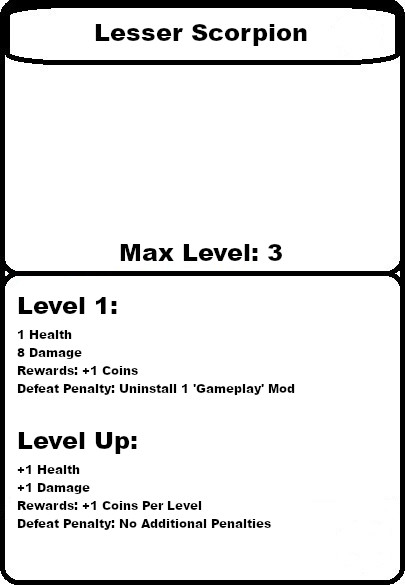 Lesser Scorpion
Max Level: 3
Level 1:
1 Health
8 Damage
Rewards: +1 Coins
Defeat Penalty: Uninstall 1 'Gameplay' Mod
Level Up:
+1 Health
+1 Damage
Rewards: +1 Coins Per Level
Defeat Penalty: No Additional Penalties